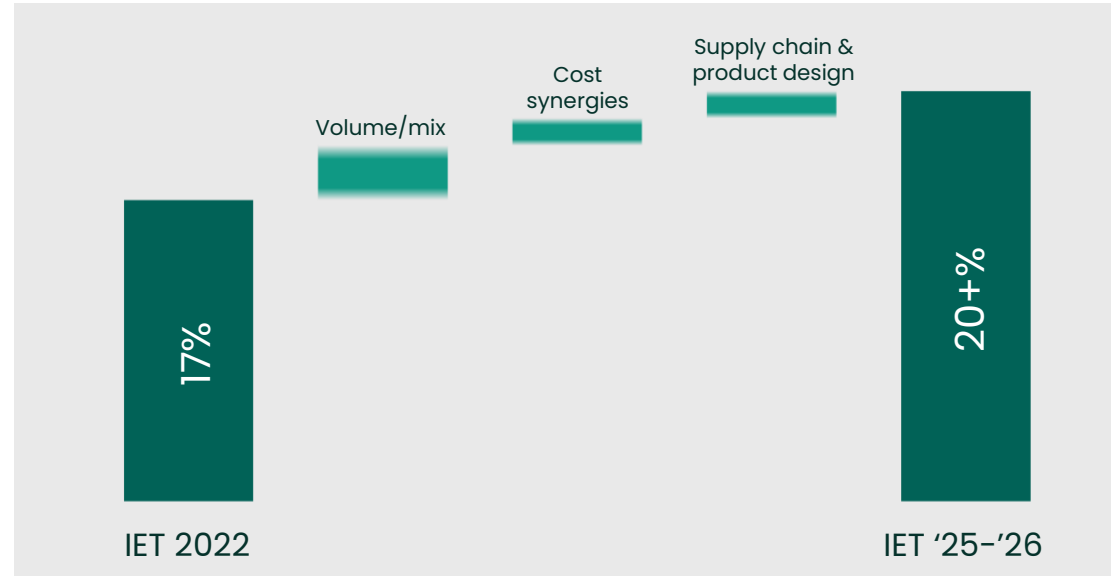 Supply chain &
product design
Cost
synergies
Volume/mix
17%
20+%
IET 2022
IET ‘25-’26